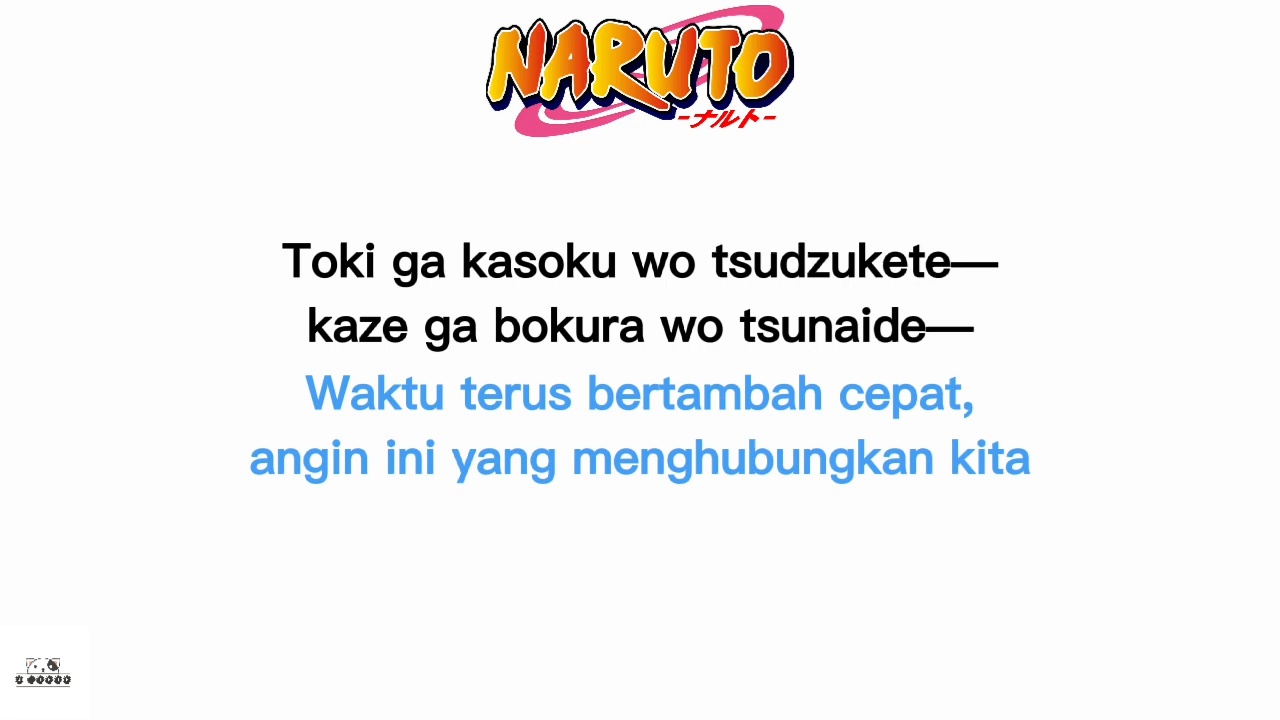 NARUTO
-ナルト-
Toki ga kasoku wo tsudzukete—
kaze ga bokura wo tsunaide—
Waktu terus bertambah cepat,
angin ini yang menghubungkan kita